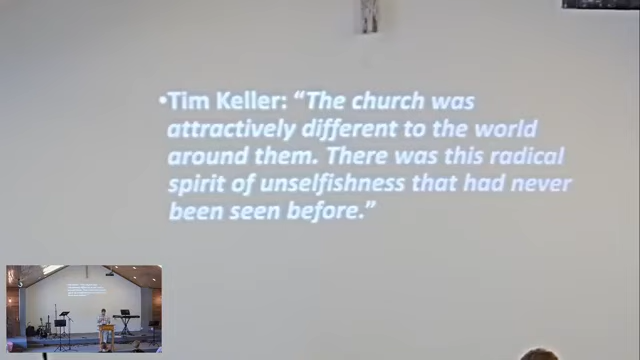 •Tim Keller: “The church was
attractively different to the world
around them. There was this radical
spirit of unselfishness that had never
been seen before.”